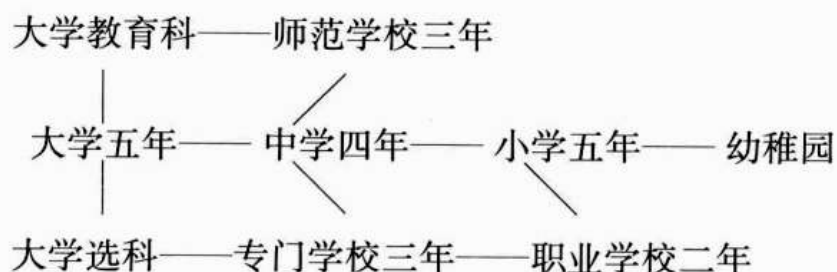 大学教育科——师范学校三年
大学五年——中学四年——小学五年——幼稚园
大学选科——专门学校三年——职业学校二年